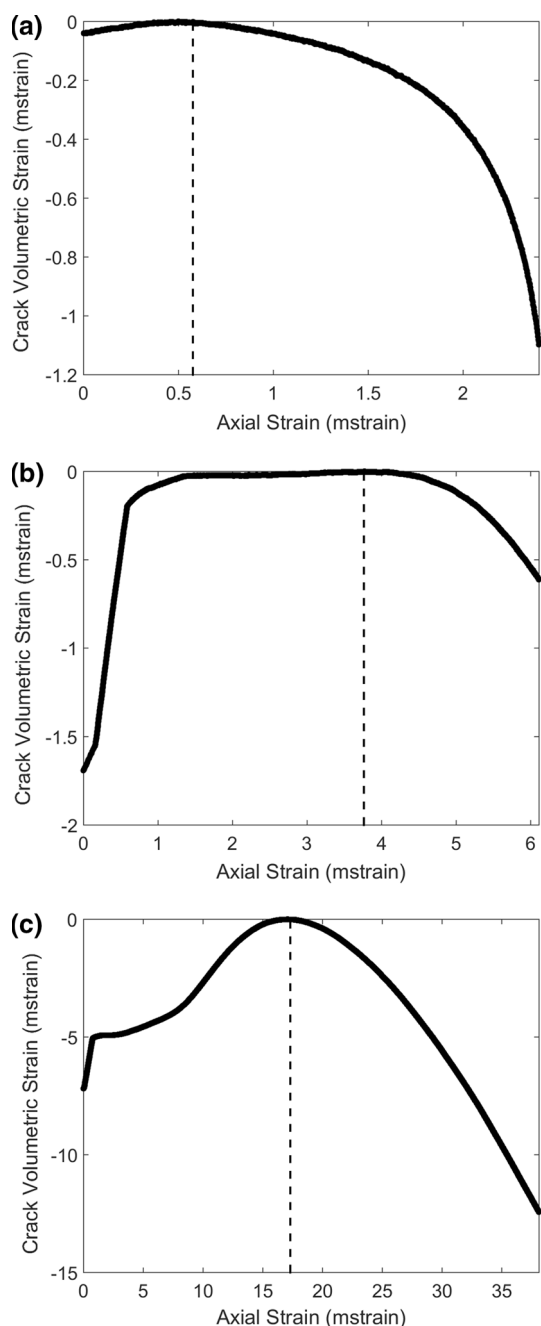 (a)
0
-0.2
-0.4
-0.6
-0.8
-1
-1.2
Crack Volumetric Strain (mstrain)
0 0.5 1 1.5 2
Axial Strain (mstrain)
(b)
0
-0.5
-1
-1.5
-2
Crack Volumetric Strain (mstrain)
0 1 2 3 4 5 6
Axial Strain (mstrain)
(c)
0
-5
-10
-15
Crack Volumetric Strain (mstrain)
0 5 10 15 20 25 30 35
Axial Strain (mstrain)